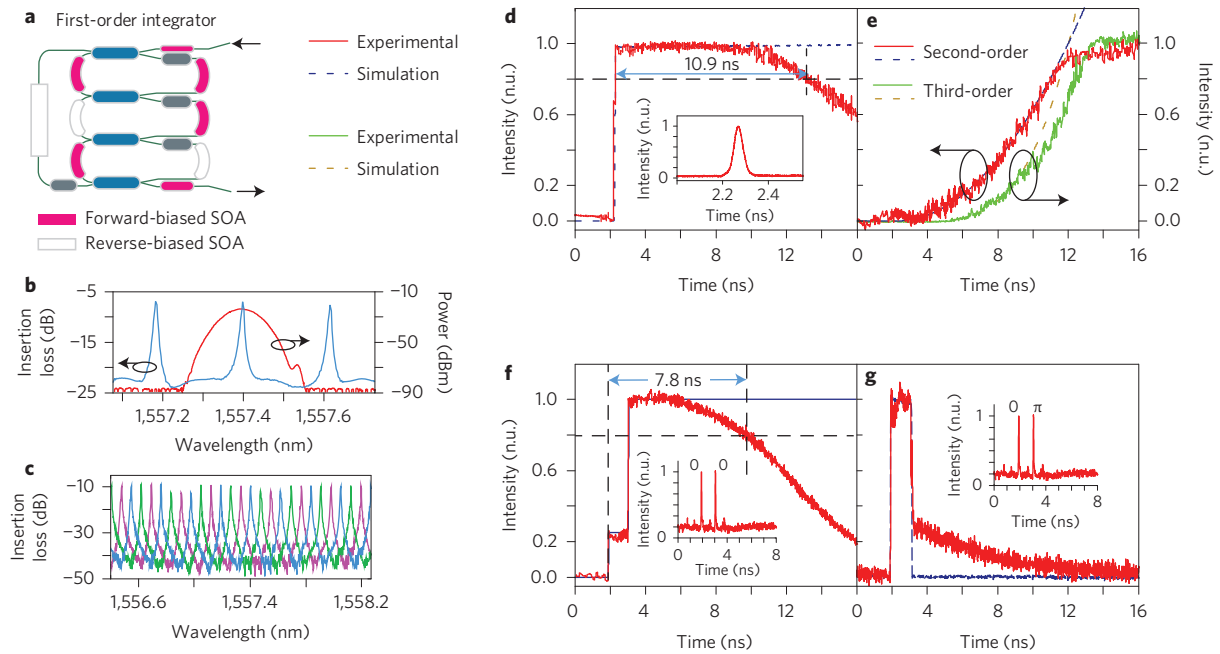 a
First-order integrator
Experimental
Simulation
Experimental
Simulation
Forward-biased SOA
Reverse-biased SOA
b
−5
−15
−25
Insertion
loss (dB)
−10
−50
−90
Power
(dBm)
1,557.2
1,557.4
1,557.6
Wavelength (nm)
c
−10
−30
−50
Insertion
loss (dB)
1,556.6
1,557.4
1,558.2
Wavelength (nm)
d
1.0
0.6
0.2
0.0
Intensity (n.u.)
10.9 ns
1
0
Intensity
(n.u.)
2.0
2.4
Time (ns)
0
4
8
12
Time (ns)
e
Second-order
Third-order
1.0
0.8
0.6
0.4
0.2
0.0
Intensity
(n.u.)
0
4
8
12
16
Time (ns)
f
1.0
0.6
0.2
0.0
Intensity (n.u.)
7.8 ns
0
0
1
0
Intensity
(n.u.)
0
4
8
Time (ns)
0
4
8
12
Time (ns)
g
0
π
1
0
Intensity
(n.u.)
0
4
8
Time (ns)
0
4
8
12
16
Time (ns)